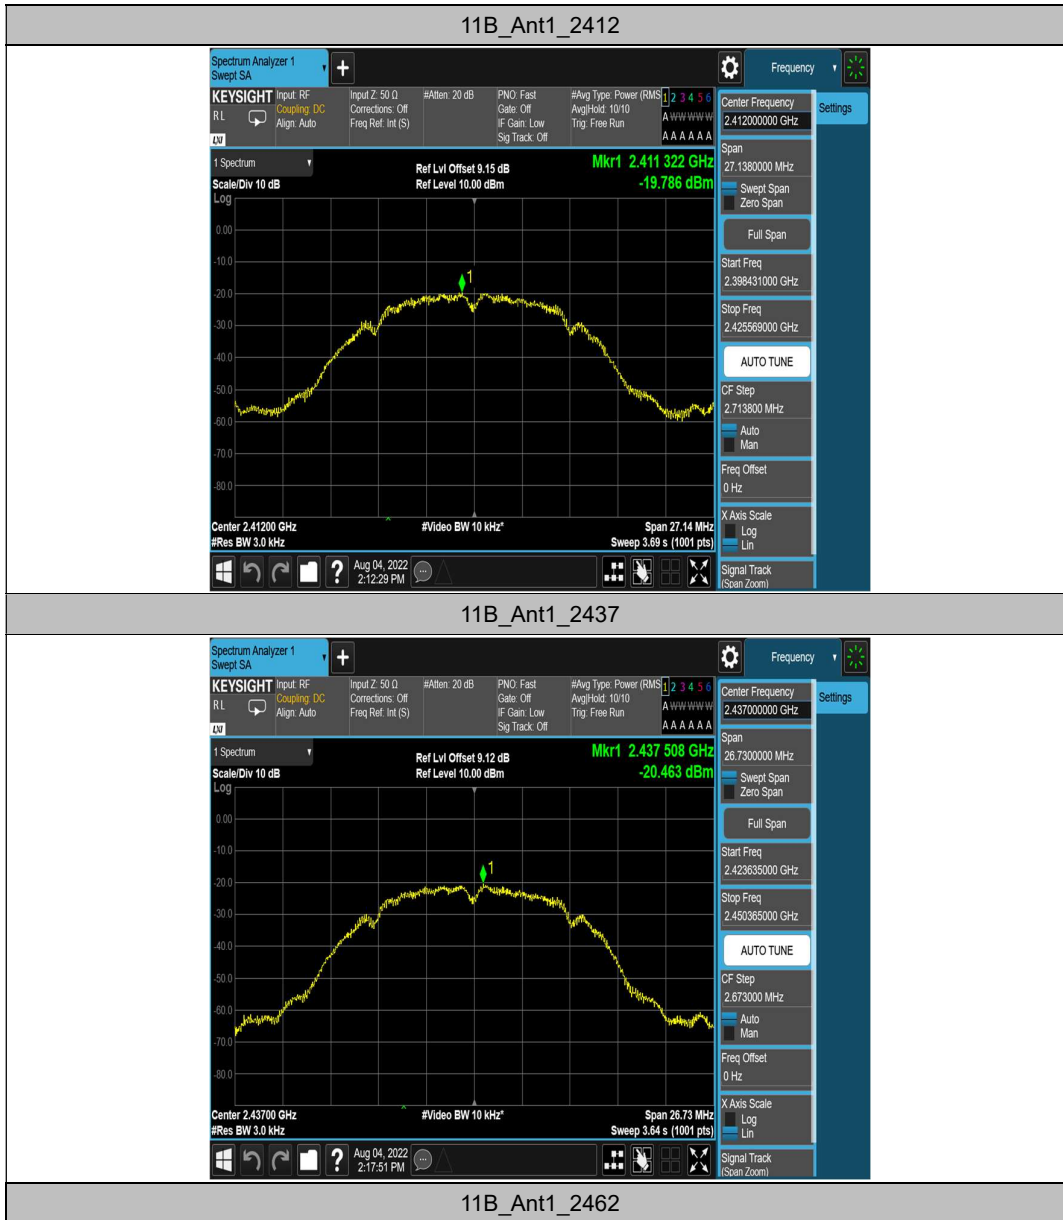 11B_Ant1_2412
Spectrum Analyzer 1
Swept SA
Frequency
KEYSIGHT
RL
LXI
Input: RF
Coupling: DC
Align: Auto
Input Z: 50 Ω
Corrections: Off
Freq Ref: Int (S)
#Atten: 20 dB
PNO: Fast
Gate: Off
IF Gain: Low
Sig Track: Off
#Avg Type: Power (RMS
Avg|Hold: 10/10
Trig: Free Run
1 2 3 4 5 6
A W W W W W
A A A A A A
1 Spectrum
Scale/Div 10 dB
Log
Ref Lvl Offset 9.15 dB
Ref Level 10.00 dBm
Mkr1 2.411 322 GHz
-19.786 dBm
1
0.00
-10.0
-20.0
-30.0
-40.0
-50.0
-60.0
-70.0
-80.0
Center 2.41200 GHz
#Res BW 3.0 kHz
#Video BW 10 kHz*
Span 27.14 MHz
Sweep 3.69 s (1001 pts)
?
Aug 04, 2022
2:12:29 PM
Center Frequency
2.412000000 GHz
Settings
Span
27.1380000 MHz
Swept Span
Zero Span
Full Span
Start Freq
2.398431000 GHz
Stop Freq
2.425569000 GHz
AUTO TUNE
CF Step
2.713800 MHz
Auto
Man
Freq Offset
0 Hz
X Axis Scale
Log
Lin
Signal Track
(Span Zoom)
11B_Ant1_2437
Spectrum Analyzer 1
Swept SA
Frequency
KEYSIGHT
RL
LXI
Input: RF
Coupling: DC
Align: Auto
Input Z: 50 Ω
Corrections: Off
Freq Ref: Int (S)
#Atten: 20 dB
PNO: Fast
Gate: Off
IF Gain: Low
Sig Track: Off
#Avg Type: Power (RMS
Avg|Hold: 10/10
Trig: Free Run
1 2 3 4 5 6
A W W W W W
A A A A A A
1 Spectrum
Scale/Div 10 dB
Log
Ref Lvl Offset 9.12 dB
Ref Level 10.00 dBm
Mkr1 2.437 508 GHz
-20.463 dBm
1
0.00
-10.0
-20.0
-30.0
-40.0
-50.0
-60.0
-70.0
-80.0
Center 2.43700 GHz
#Res BW 3.0 kHz
#Video BW 10 kHz*
Span 26.73 MHz
Sweep 3.64 s (1001 pts)
?
Aug 04, 2022
2:17:51 PM
Center Frequency
2.437000000 GHz
Settings
Span
26.7300000 MHz
Swept Span
Zero Span
Full Span
Start Freq
2.423635000 GHz
Stop Freq
2.450365000 GHz
AUTO TUNE
CF Step
2.673000 MHz
Auto
Man
Freq Offset
0 Hz
X Axis Scale
Log
Lin
Signal Track
(Span Zoom)
11B_Ant1_2462